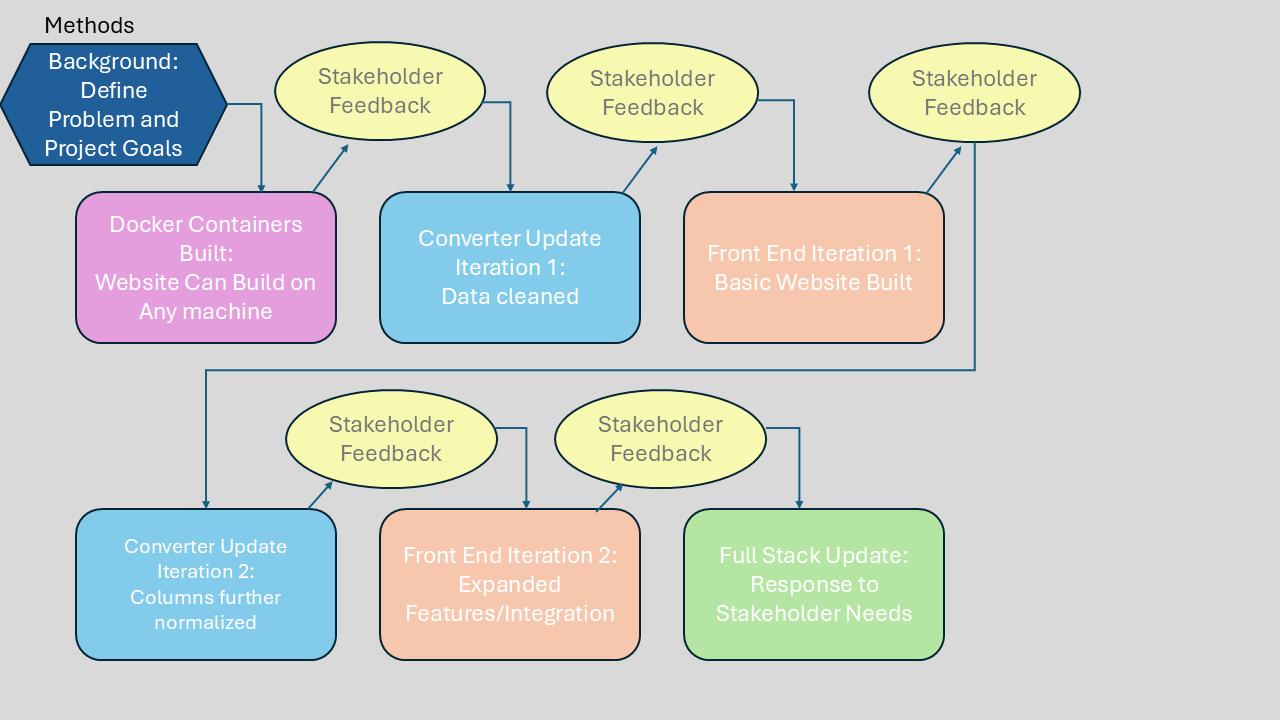 Methods
Background:
Define
Problem and
Project Goals
Stakeholder
Feedback
Stakeholder
Feedback
Stakeholder
Feedback
Docker Containers
Built:
Website Can Build on
Any machine
Converter Update
Iteration 1:
Data cleaned
Front End Iteration 1:
Basic Website Built
Stakeholder
Feedback
Stakeholder
Feedback
Converter Update
Iteration 2:
Columns further
normalized
Front End Iteration 2:
Expanded
Features/Integration
Full Stack Update:
Response to
Stakeholder Needs